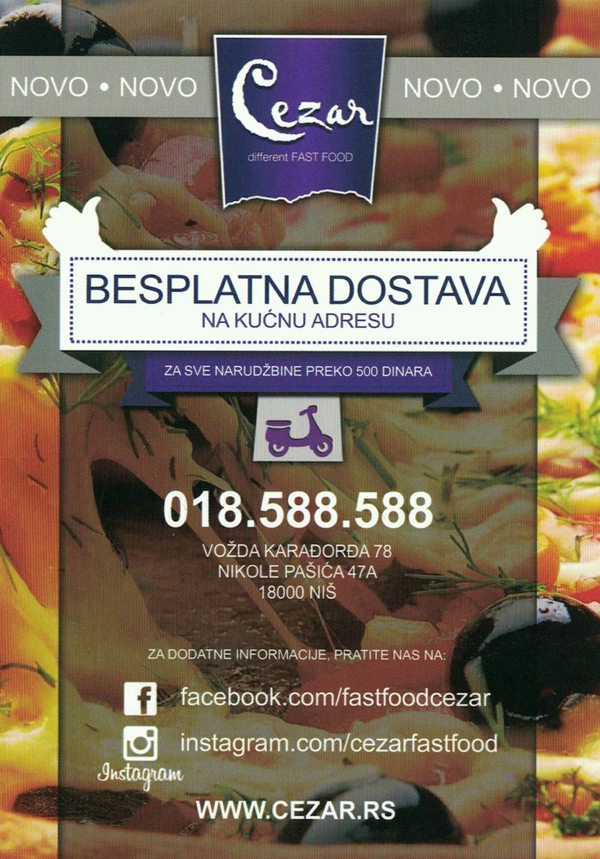 NOVO • NOVO
Cezar
different FAST FOOD
NOVO • NOVO
BESPLATNA DOSTAVA
NA KUĆNU ADRESU
ZA SVE NARUDŽBINE PREKO 500 DINARA
018.588.588
VOŽDA KARAĐORĐA 78
NIKOLE PAŠIĆA 47A
18000 NIŠ
ZA DODATNE INFORMACIJE, PRATITE NAS NA:
f facebook.com/fastfoodcezar
instagram.com/cezarfastfood
Instagram
WWW.CEZAR.RS